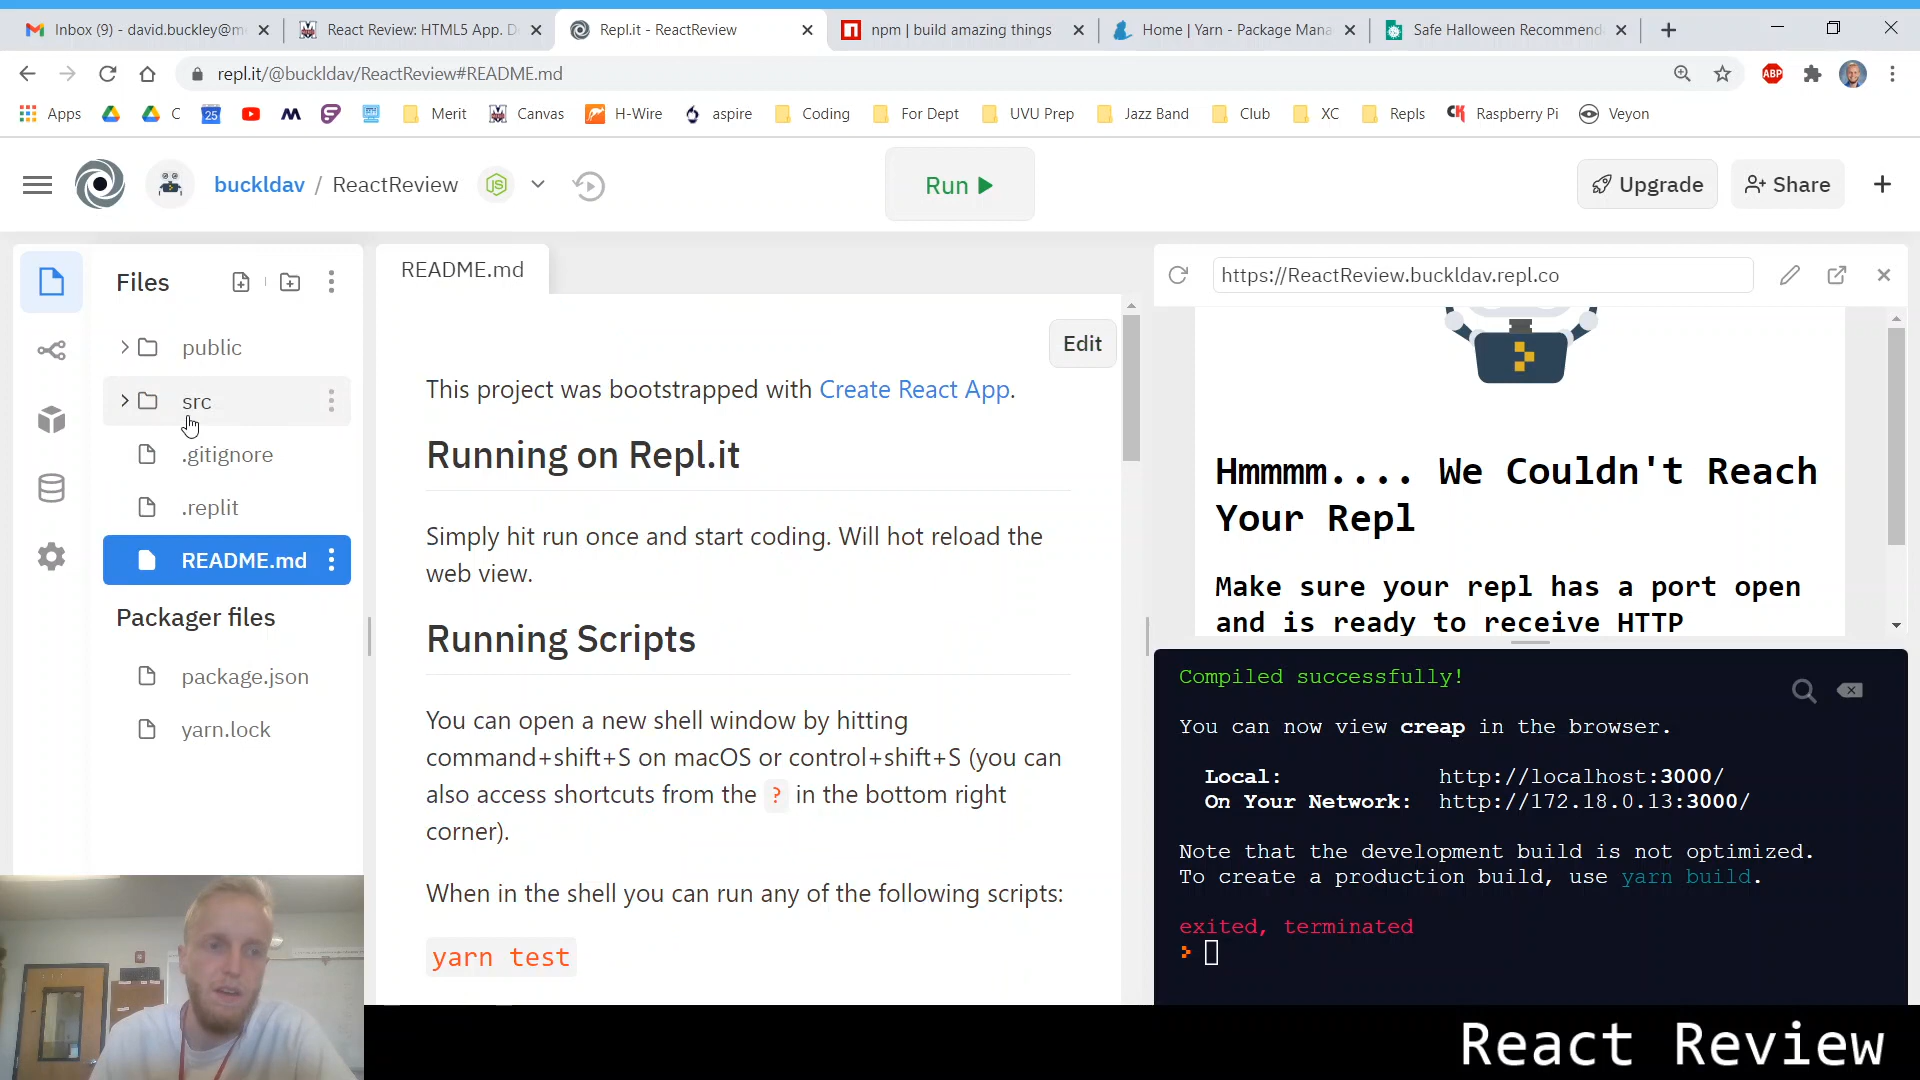 Inbox (9) - david.buckley@m
React Review: HTML5 App. D
Repl.it - ReactReview
npm | build amazing things
Home | Yarn - Package Mana
Safe Halloween Recommend
repl.it/@buckldav/ReactReview#README.md
ABP
Apps
C
25
Merit
Canvas
H-Wire
aspire
Coding
For Dept
UVU Prep
Jazz Band
Club
XC
Repls
Raspberry Pi
Veyon
buckldav / ReactReview
Run
Upgrade
Share
Files
public
src
.gitignore
.replit
README.md
Packager files
package.json
yarn.lock
README.md
Edit
This project was bootstrapped with Create React App.
Running on Repl.it
Simply hit run once and start coding. Will hot reload the
web view.
Running Scripts
You can open a new shell window by hitting
command+shift+S on macOS or control+shift+S (you can
also access shortcuts from the ? in the bottom right
corner).
When in the shell you can run any of the following scripts:
yarn test
https://ReactReview.buckldav.repl.co
Hmmmm.... We Couldn't Reach
Your Repl
Make sure your repl has a port open
and is ready to receive HTTP
Compiled successfully!
You can now view creap in the browser.
Local: http://localhost:3000/
On Your Network: http://172.18.0.13:3000/
Note that the development build is not optimized.
To create a production build, use yarn build.
exited, terminated
>
React Review